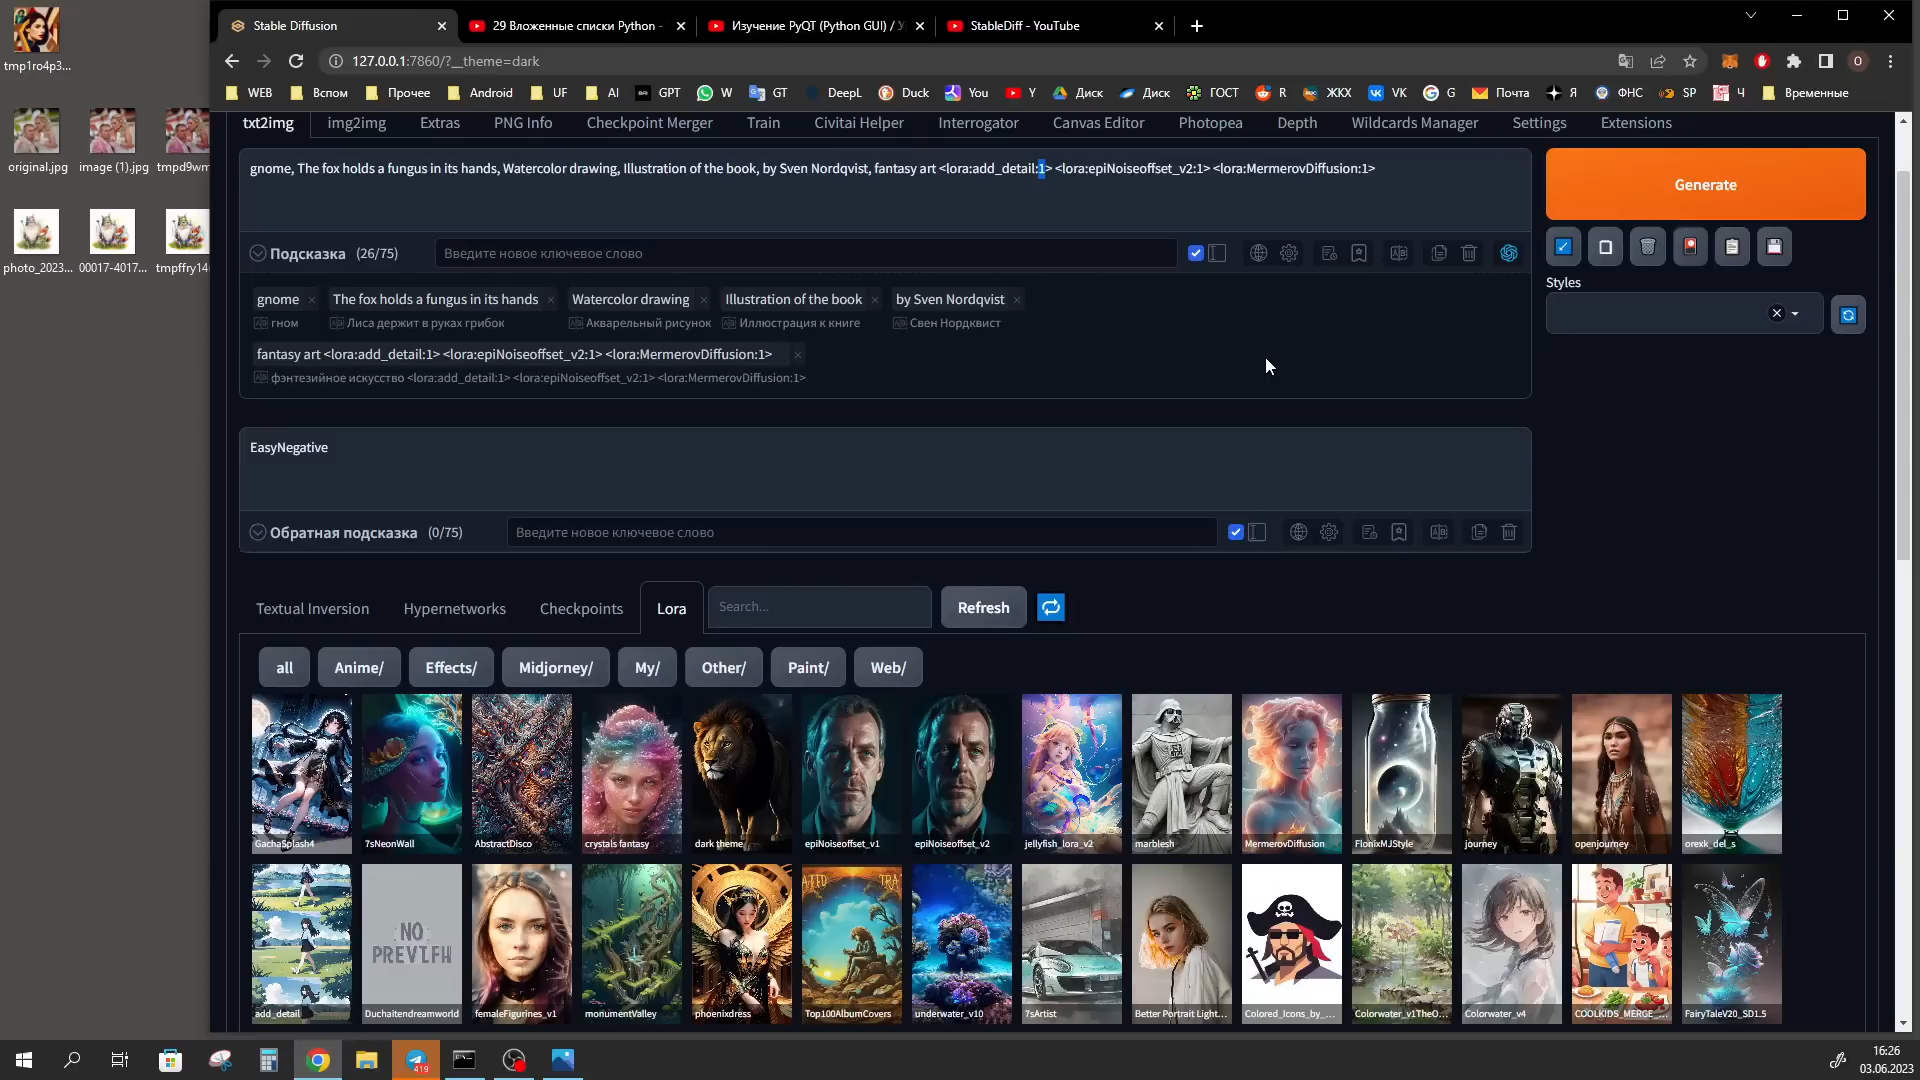 tmp1ro4p3...
original.jpg
image (1).jpg
tmpd9wm
photo_2023...
00017-4017...
tmpffry14
Stable Diffusion
29 Вложенные списки Python -
Изучение PyQT (Python GUI) / У
StableDiff - YouTube
127.0.0.1:7860/?__theme=dark
O
WEB
Вспом
Прочее
Android
UF
AI
GPT
W
GT
DeepL
Duck
You
Y
Диск
Диск
ГОСТ
R
ЖКХ
VK
G
Почта
Я
ФНС
SP
Ч
Временные
txt2img
img2img
Extras
PNG Info
Checkpoint Merger
Train
Civitai Helper
Interrogator
Canvas Editor
Photopea
Depth
Wildcards Manager
Settings
Extensions
gnome, The fox holds a fungus in its hands, Watercolor drawing, Illustration of the book, by Sven Nordqvist, fantasy art <lora:add_detail:1> <lora:epiNoiseoffset_v2:1> <lora:MermerovDiffusion:1>
Generate
Подсказка (26/75)
Введите новое ключевое слово
Styles
gnome
The fox holds a fungus in its hands
Watercolor drawing
Illustration of the book
by Sven Nordqvist
гном
Лиса держит в руках грибок
Акварельный рисунок
Иллюстрация к книге
Свен Нордквист
fantasy art <lora:add_detail:1> <lora:epiNoiseoffset_v2:1> <lora:MermerovDiffusion:1>
фэнтезийное искусство <lora:add_detail:1> <lora:epiNoiseoffset_v2:1> <lora:MermerovDiffusion:1>
EasyNegative
Обратная подсказка (0/75)
Введите новое ключевое слово
Textual Inversion
Hypernetworks
Checkpoints
Lora
Search...
Refresh
all
Anime/
Effects/
Midjorney/
My/
Other/
Paint/
Web/
GachaSplash4
7sNeonWall
AbstractDisco
crystals fantasy
dark theme
epiNoiseoffset_v1
epiNoiseoffset_v2
jellyfish_lora_v2
marblesh
MermerovDiffusion
FlonixMJStyle
journey
openjourney
orexk_del_s
NO
PREVIEW
add_detail
Duchaitendreamworld
femaleFigurines_v1
monumentValley
phoenixdress
Top100AlbumCovers
underwater_v10
7sArtist
Better Portrait Light...
Colored_Icons_by_...
Colorwater_v1TheO...
Colorwater_v4
COOLKIDS_MERGE_...
FairyTaleV20_SD1.5
419
16:26
03.06.2023